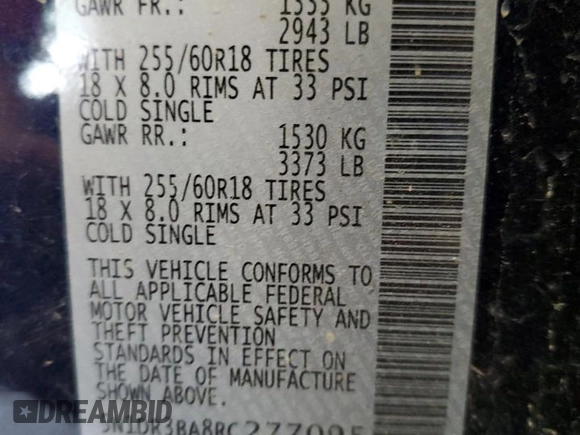 GAWR FR.: 1335 KG
2943 LB
WITH 255/60R18 TIRES
18 X 8.0 RIMS AT 33 PSI
COLD SINGLE
GAWR RR.: 1530 KG
3373 LB
WITH 255/60R18 TIRES
18 X 8.0 RIMS AT 33 PSI
COLD SINGLE
THIS VEHICLE CONFORMS TO
ALL APPLICABLE FEDERAL
MOTOR VEHICLE SAFETY AND
THEFT PREVENTION
STANDARDS IN EFFECT ON
THE DATE OF MANUFACTURE
SHOWN ABOVE.
DREAMBID